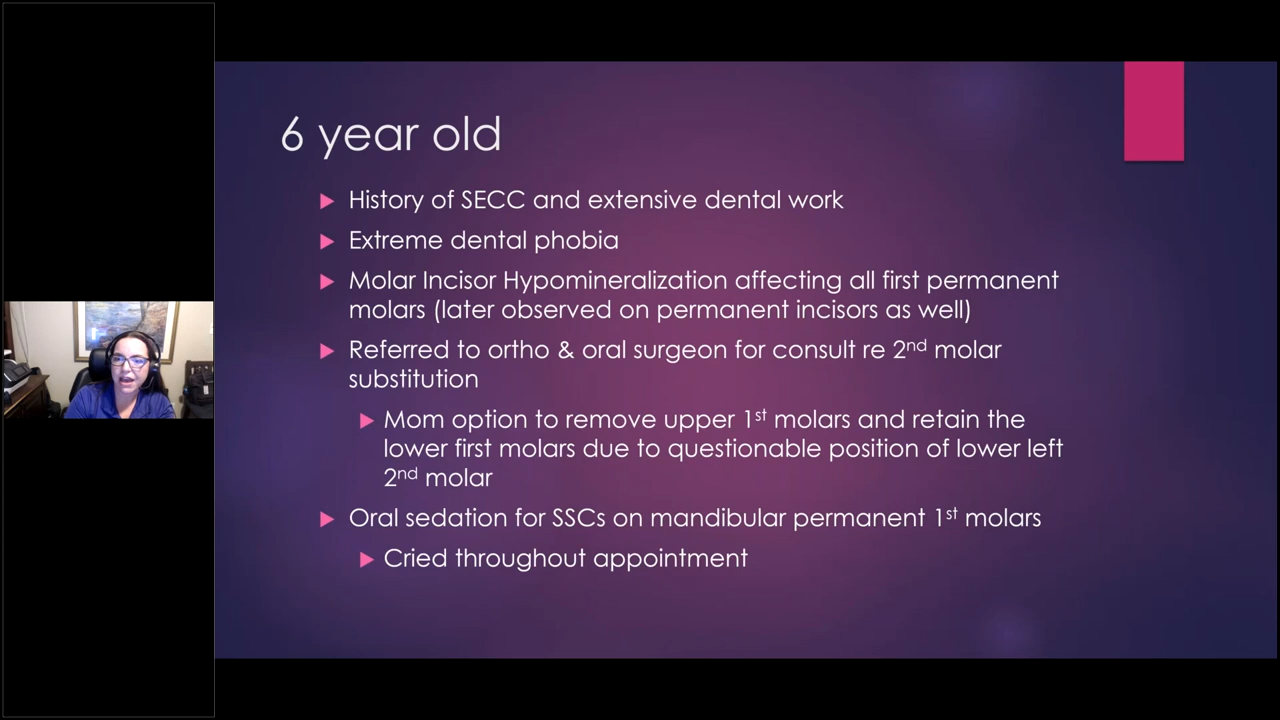 6 year old
History of SECC and extensive dental work
Extreme dental phobia
Molar Incisor Hypomineralization affecting all first permanent
molars (later observed on permanent incisors as well)
Referred to ortho & oral surgeon for consult re 2nd molar
substitution
Mom option to remove upper 1st molars and retain the
lower first molars due to questionable position of lower left
2nd molar
Oral sedation for SSCs on mandibular permanent 1st molars
Cried throughout appointment